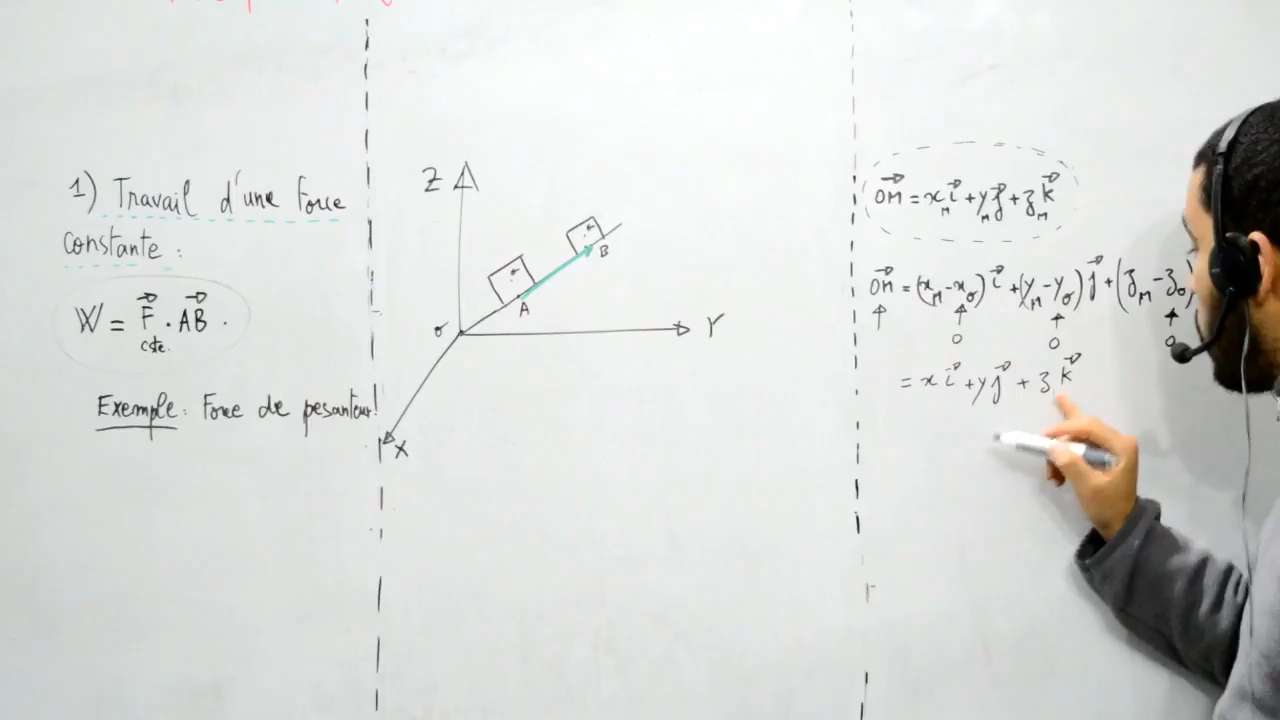 1) Travail d'une Force
constante :
W = F⃗ . AB⃗ .
cste.
Exemple : Force de pesanteur!
Z
B
A
o
Y
X
OM⃗ = x_M i⃗ + y_M j⃗ + z_M k⃗
OM⃗ = (x_M - x_o) i⃗ + (y_M - y_o) j⃗ + (z_M - z_o)
0 0 0
= x i⃗ + y j⃗ + z k⃗